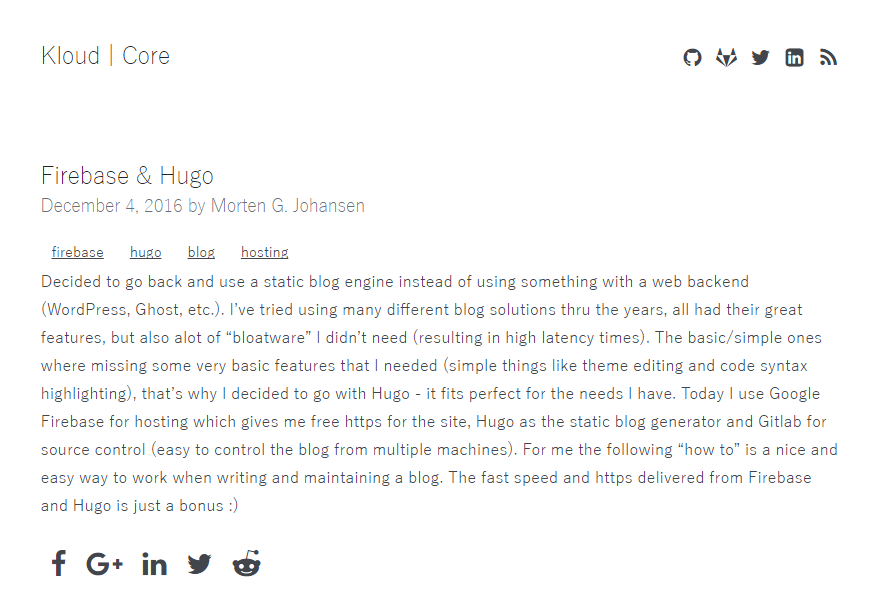 Kloud | Core
Firebase & Hugo
December 4, 2016 by Morten G. Johansen
firebase hugo blog hosting
Decided to go back and use a static blog engine instead of using something with a web backend
(WordPress, Ghost, etc.). I’ve tried using many different blog solutions thru the years, all had their great
features, but also alot of “bloatware” I didn’t need (resulting in high latency times). The basic/simple ones
where missing some very basic features that I needed (simple things like theme editing and code syntax
highlighting), that’s why I decided to go with Hugo - it fits perfect for the needs I have. Today I use Google
Firebase for hosting which gives me free https for the site, Hugo as the static blog generator and Gitlab for
source control (easy to control the blog from multiple machines). For me the following “how to” is a nice and
easy way to work when writing and maintaining a blog. The fast speed and https delivered from Firebase
and Hugo is just a bonus :)